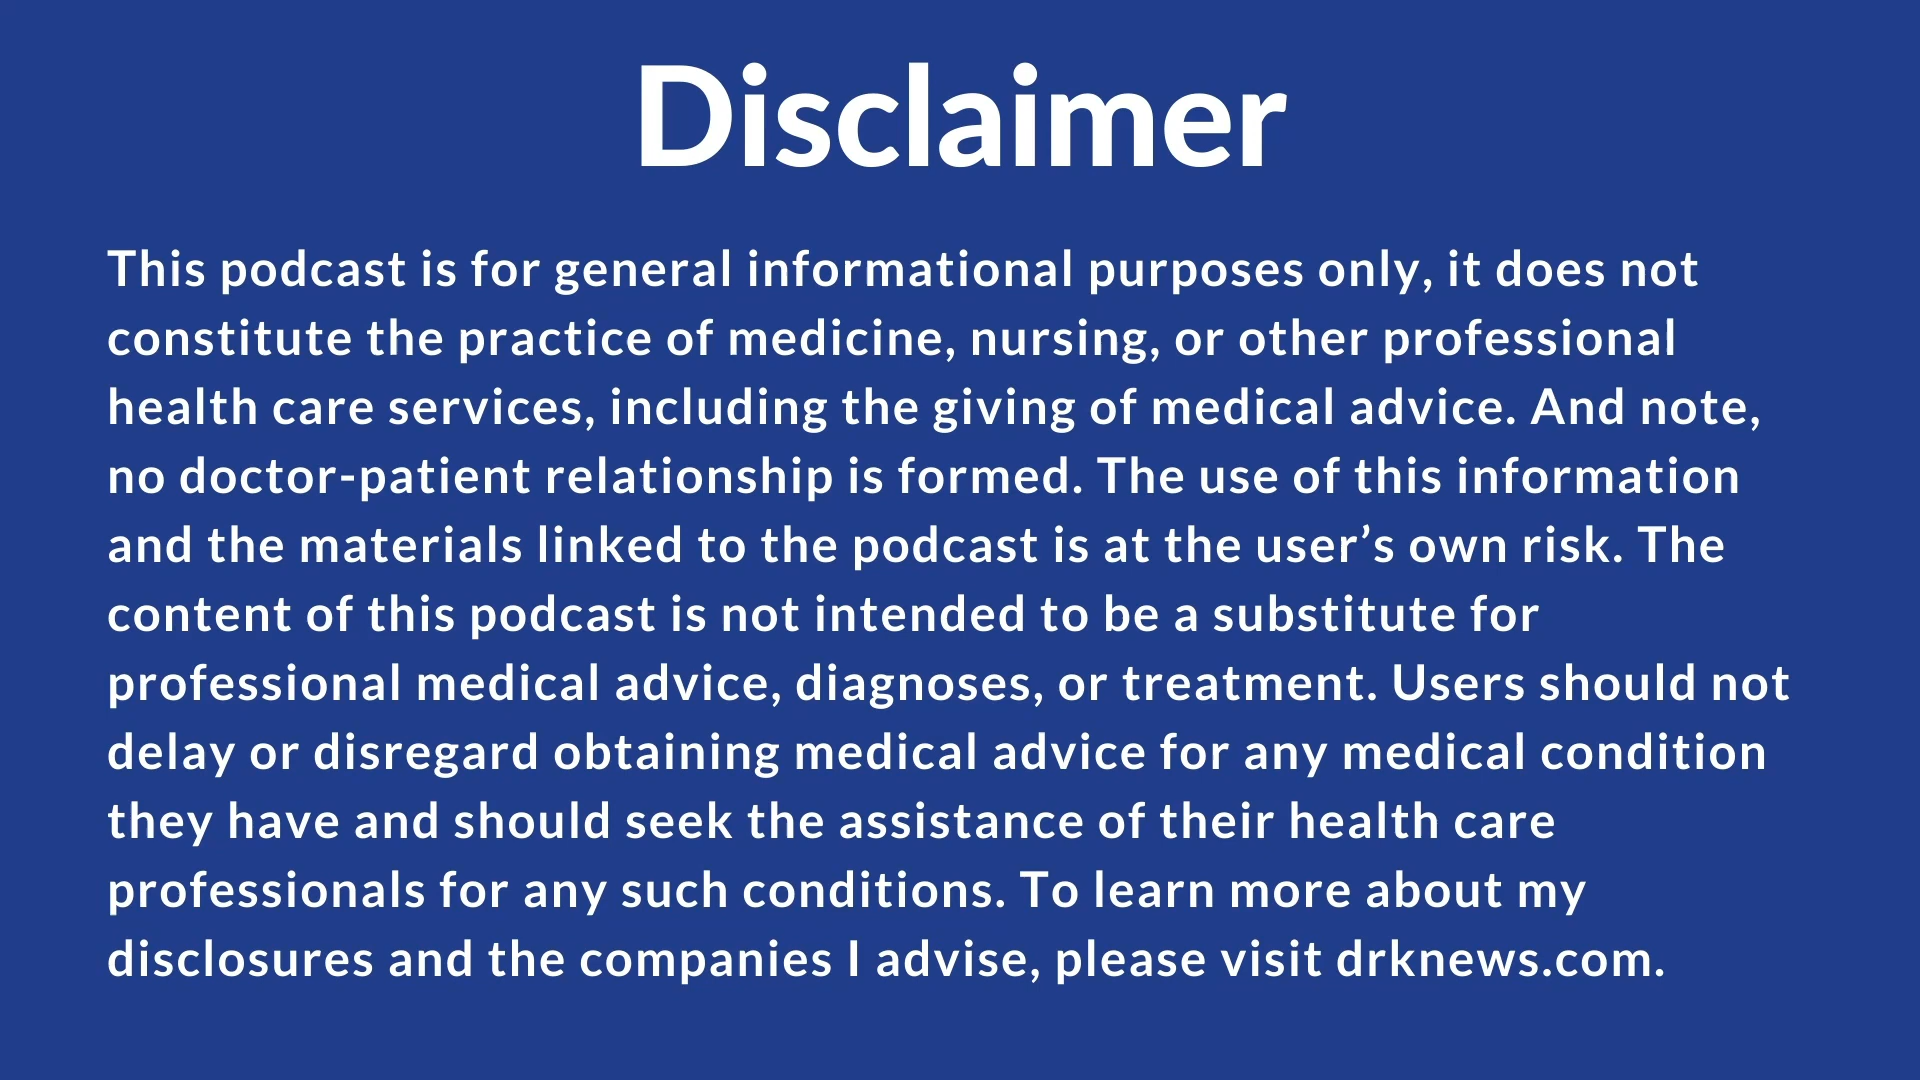 Disclaimer
This podcast is for general informational purposes only, it does not
constitute the practice of medicine, nursing, or other professional
health care services, including the giving of medical advice. And note,
no doctor-patient relationship is formed. The use of this information
and the materials linked to the podcast is at the user’s own risk. The
content of this podcast is not intended to be a substitute for
professional medical advice, diagnoses, or treatment. Users should not
delay or disregard obtaining medical advice for any medical condition
they have and should seek the assistance of their health care
professionals for any such conditions. To learn more about my
disclosures and the companies I advise, please visit drknews.com.